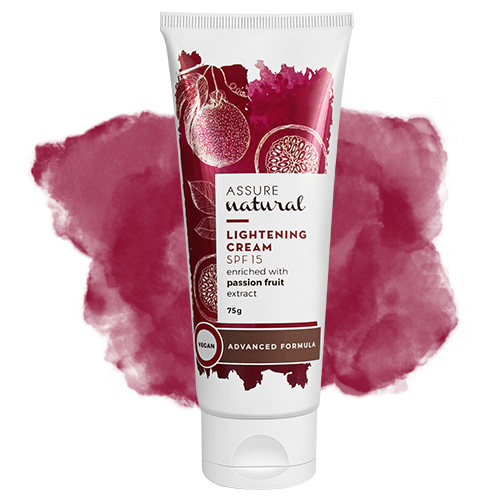 ASSURE
natural
LIGHTENING
CREAM
SPF 15
enriched with
passion fruit
extract
75g
VEGAN
ADVANCED FORMULA